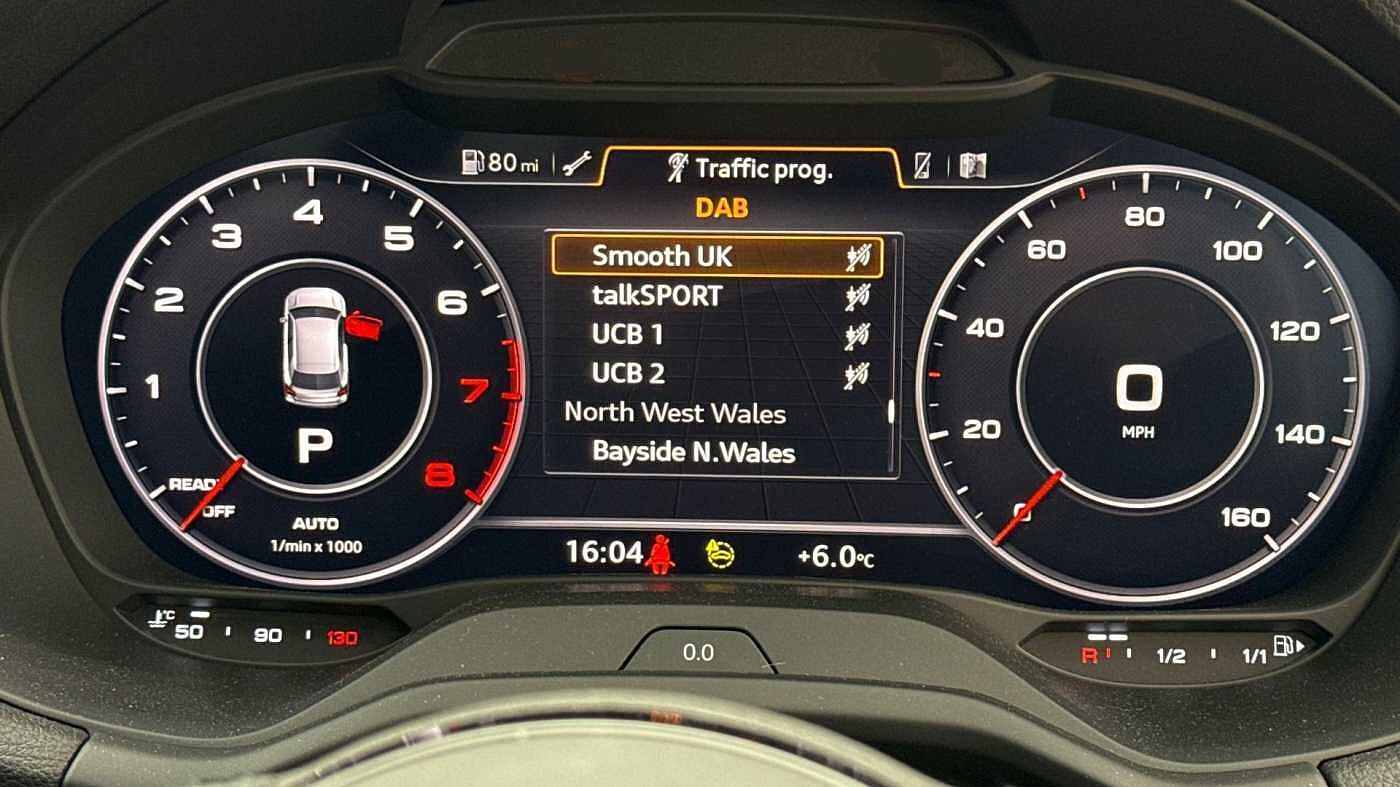 80 mi
Traffic prog.
DAB
Smooth UK
talkSPORT
UCB 1
UCB 2
North West Wales
Bayside N.Wales
1
2
3
4
5
6
7
8
P
OFF
AUTO
1/min x 1000
0
20
40
60
80
100
120
140
160
0
MPH
16:04
+6.0°C
°C
50 90 130
0.0
R 1/2 1/1